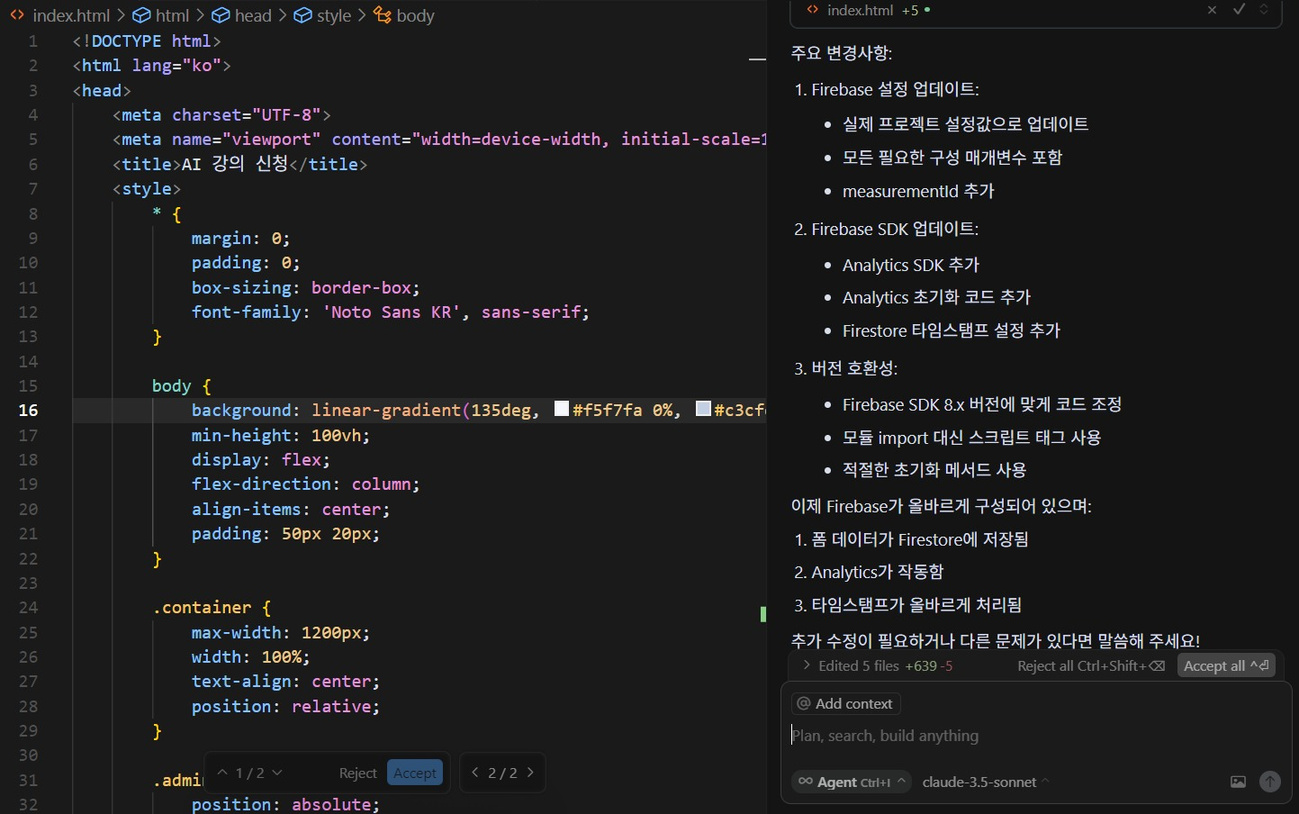 index.html > html > head > style > body
1 <!DOCTYPE html>
2 <html lang="ko">
3 <head>
4 <meta charset="UTF-8">
5 <meta name="viewport" content="width=device-width, initial-scale=1
6 <title>AI 강의 신청</title>
7 <style>
8 * {
9 margin: 0;
10 padding: 0;
11 box-sizing: border-box;
12 font-family: 'Noto Sans KR', sans-serif;
13 }
14
15 body {
16 background: linear-gradient(135deg, #f5f7fa 0%, #c3cf
17 min-height: 100vh;
18 display: flex;
19 flex-direction: column;
20 align-items: center;
21 padding: 50px 20px;
22 }
23
24 .container {
25 max-width: 1200px;
26 width: 100%;
27 text-align: center;
28 position: relative;
29 }
30
31 .admi
32 position: absolute;
1 / 2 Reject Accept
< 2 / 2 >
index.html +5
주요 변경사항:
1. Firebase 설정 업데이트:
• 실제 프로젝트 설정값으로 업데이트
• 모든 필요한 구성 매개변수 포함
• measurementId 추가
2. Firebase SDK 업데이트:
• Analytics SDK 추가
• Analytics 초기화 코드 추가
• Firestore 타임스탬프 설정 추가
3. 버전 호환성:
• Firebase SDK 8.x 버전에 맞게 코드 조정
• 모듈 import 대신 스크립트 태그 사용
• 적절한 초기화 메서드 사용
이제 Firebase가 올바르게 구성되어 있으며:
1. 폼 데이터가 Firestore에 저장됨
2. Analytics가 작동함
3. 타임스탬프가 올바르게 처리됨
추가 수정이 필요하거나 다른 문제가 있다면 말씀해 주세요!
> Edited 5 files +639 -5 Reject all Ctrl+Shift+⌫ Accept all ^⏎
@ Add context
Plan, search, build anything
∞ Agent Ctrl+I ^ claude-3.5-sonnet ^